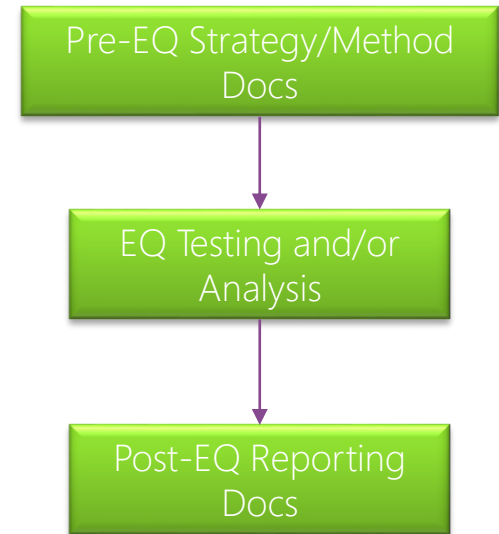 Pre-EQ Strategy/Method
Docs
EQ Testing and/or
Analysis
Post-EQ Reporting
Docs